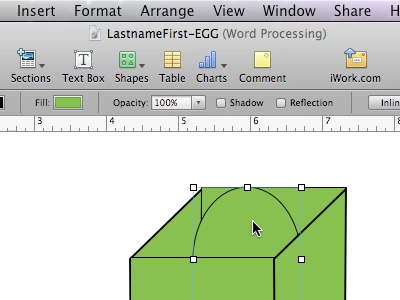 Insert Format Arrange View Window Share H
LastnameFirst-EGG (Word Processing)
Sections Text Box Shapes Table Charts Comment iWork.com
Fill: Opacity: 100% Shadow Reflection Inlin
3 4 5 6 7 8